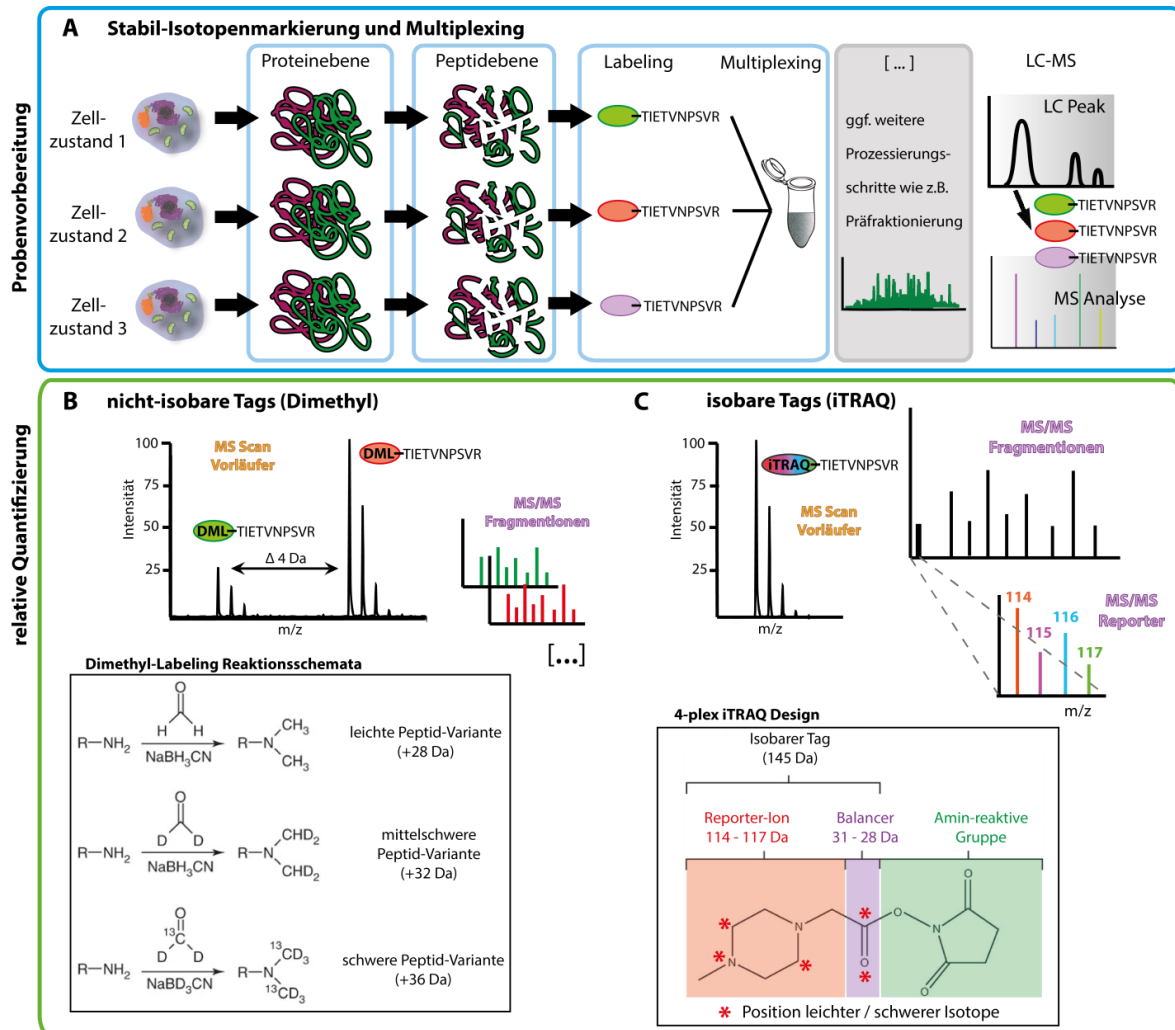 Probenvorbereitung
A Stabil-Isotopenmarkierung und Multiplexing
Proteinebene
Peptidebene
Labeling
Multiplexing
[ ... ]
LC-MS
Zell-
zustand 1
Zell-
zustand 2
Zell-
zustand 3
TIETVNPSVR
TIETVNPSVR
TIETVNPSVR
ggf. weitere
Prozessierungs-
schritte wie z.B.
Präfraktionierung
LC Peak
TIETVNPSVR
TIETVNPSVR
TIETVNPSVR
MS Analyse
relative Quantifizierung
B nicht-isobare Tags (Dimethyl)
MS Scan
Vorläufer
Intensität
100
75
50
25
DML TIETVNPSVR
DML TIETVNPSVR
Δ 4 Da
m/z
MS/MS
Fragmentionen
[...]
Dimethyl-Labeling Reaktionsschemata
R—NH2
O
H H
NaBH3CN
R—N
CH3
CH3
leichte Peptid-Variante
(+28 Da)
R—NH2
O
D D
NaBH3CN
R—N
CHD2
CHD2
mittelschwere
Peptid-Variante
(+32 Da)
R—NH2
O
13C
D D
NaBD3CN
R—N
13CD3
13CD3
schwere Peptid-Variante
(+36 Da)
C isobare Tags (iTRAQ)
Intensität
100
75
50
25
iTRAQ TIETVNPSVR
MS Scan
Vorläufer
m/z
MS/MS
Fragmentionen
MS/MS
Reporter
114
115
116
117
m/z
4-plex iTRAQ Design
Isobarer Tag
(145 Da)
Reporter-Ion
114 - 117 Da
Balancer
31 - 28 Da
Amin-reaktive
Gruppe
N
N
*
*
*
*
*
O
O
N
O
O
* Position leichter / schwerer Isotope